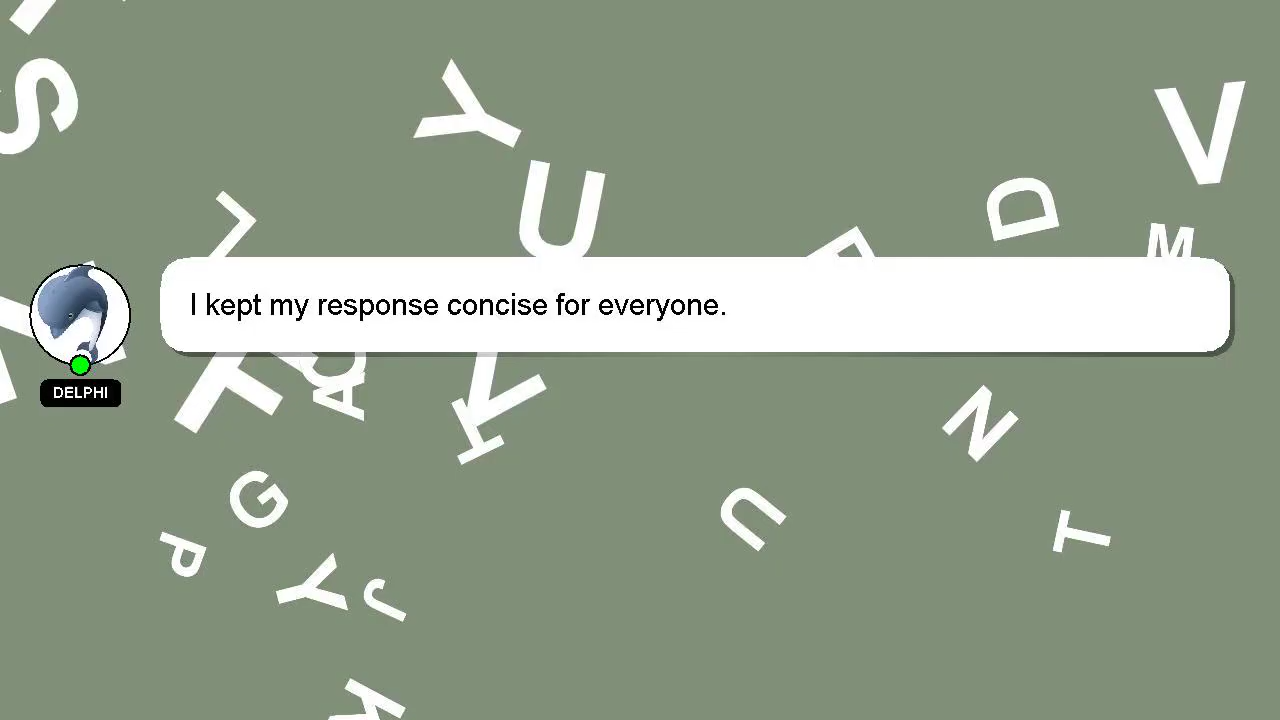 I kept my response concise for everyone.
DELPHI
S
Y
U
V
L
D
M
T
A
N
G
U
T
P
Y
J
K